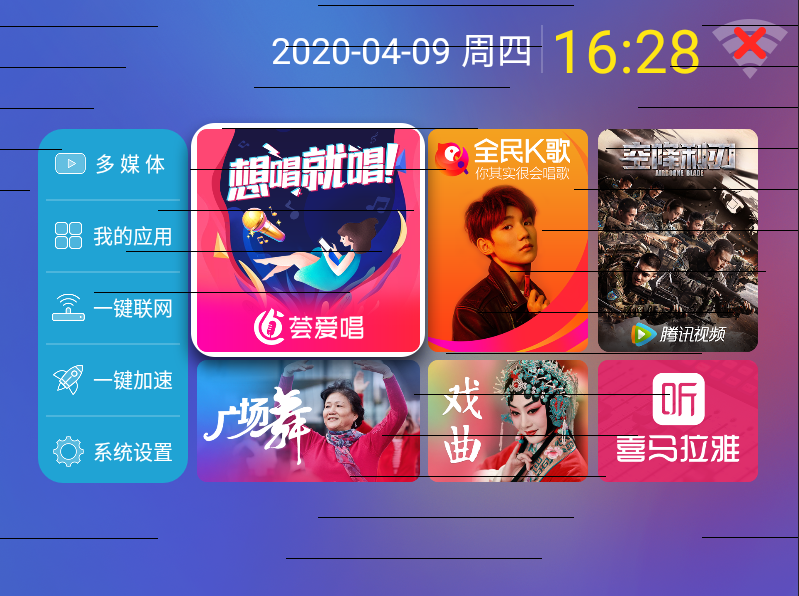 2020-04-09 周四 16:28
多媒体
我的应用
一键联网
一键加速
系统设置
想唱就唱!
荟爱唱
全民K歌
你其实很会唱歌
空降利刃
AIRBORNE BLADE
腾讯视频
广场舞
戏曲
听
喜马拉雅